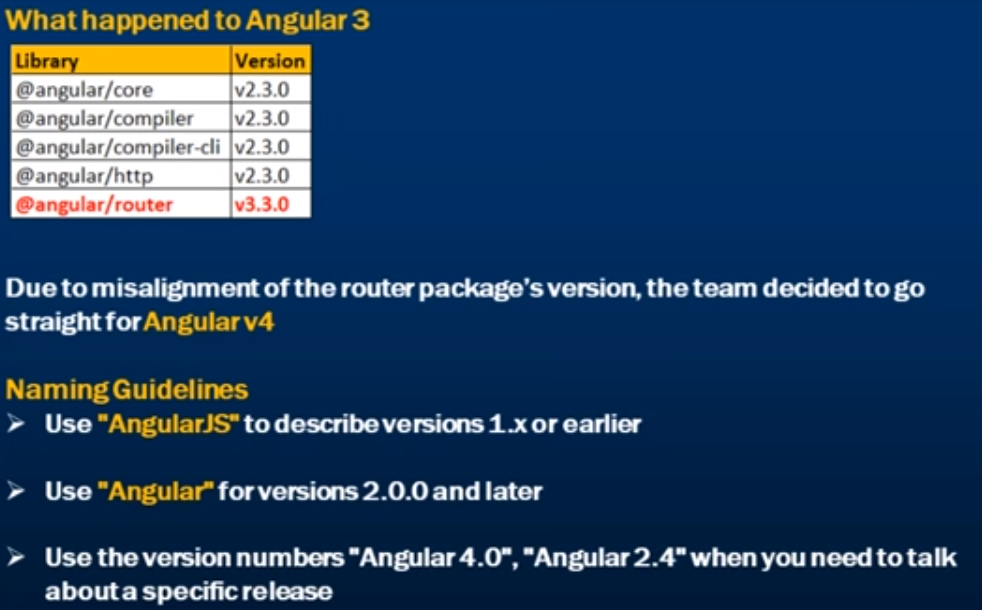 What happened to Angular 3
Library Version
@angular/core v2.3.0
@angular/compiler v2.3.0
@angular/compiler-cli v2.3.0
@angular/http v2.3.0
@angular/router v3.3.0
Due to misalignment of the router package's version, the team decided to go
straight for Angular v4
Naming Guidelines
➢ Use "AngularJS" to describe versions 1.x or earlier
➢ Use "Angular" for versions 2.0.0 and later
➢ Use the version numbers "Angular 4.0", "Angular 2.4" when you need to talk
about a specific release